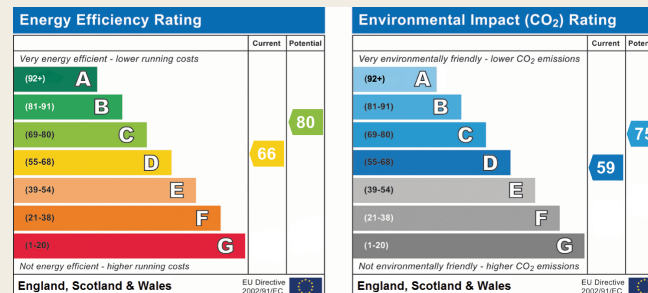 Energy Efficiency Rating
Current Potential
Very energy efficient - lower running costs
(92+) A
(81-91) B
(69-80) C
(55-68) D
(39-54) E
(21-38) F
(1-20) G
66
80
Not energy efficient - higher running costs
England, Scotland & Wales
EU Directive
2002/91/EC
Environmental Impact (CO₂) Rating
Current
Very environmentally friendly - lower CO₂ emissions
(92+) A
(81-91) B
(69-80) C
(55-68) D
(39-54) E
(21-38) F
(1-20) G
59
75
Not environmentally friendly - higher CO₂ emissions
England, Scotland & Wales
EU Directive
2002/91/EC